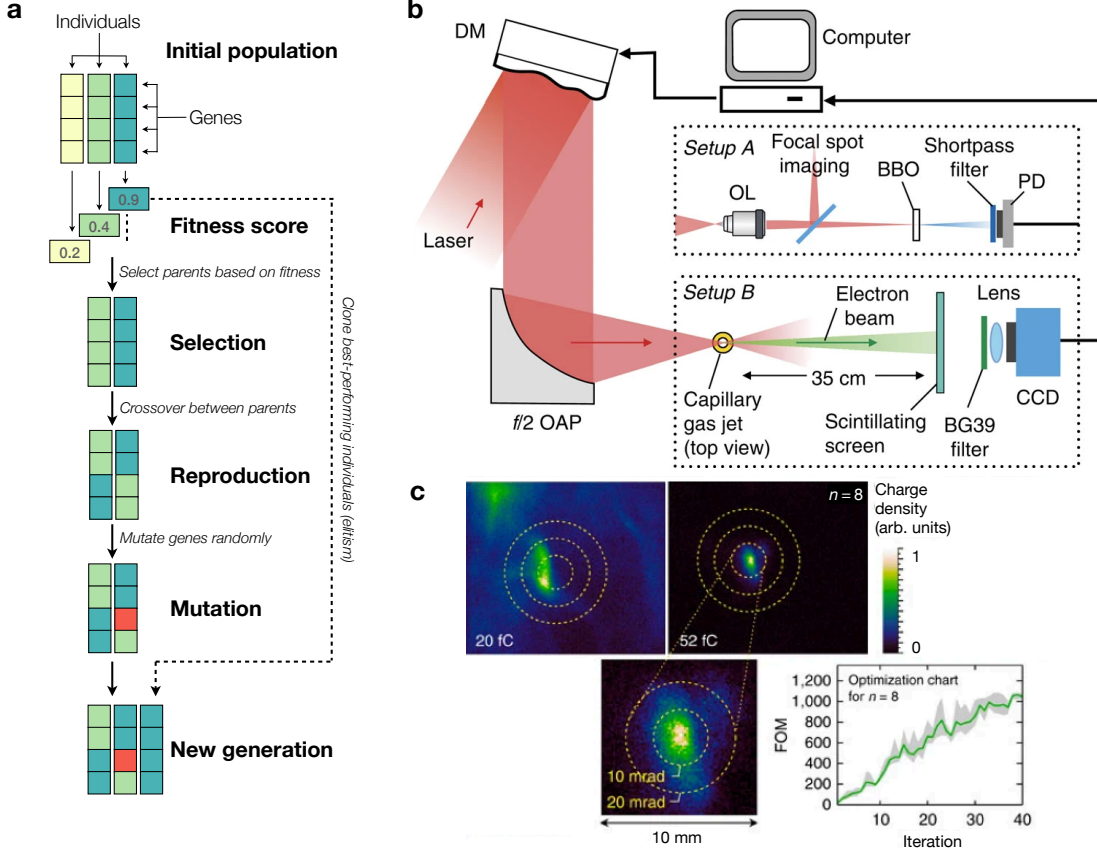 a
Individuals
Initial population
Genes
0.9
0.4
0.2
Fitness score
Select parents based on fitness
Selection
Crossover between parents
Clone best-performing individuals (elitism)
Reproduction
Mutate genes randomly
Mutation
New generation
b
DM
Computer
Laser
Setup A
Focal spot
imaging
OL
BBO
Shortpass
filter
PD
Setup B
Electron
beam
Lens
35 cm
Capillary
gas jet
(top view)
Scintillating
screen
BG39
filter
CCD
f/2 OAP
c
20 fC
n = 8
52 fC
Charge
density
(arb. units)
1
0
10 mrad
20 mrad
10 mm
Optimization chart
for n = 8
FOM
1,200
1,000
800
600
400
200
0
10 20 30 40
Iteration